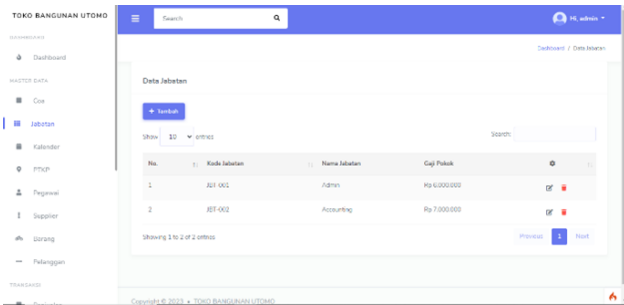 TOKO BANGUNAN UTOMO
Search
Hi, admin
DASHBOARD
Dashboard
Dashboard / Data Jabatan
MASTER DATA
Coa
Jabatan
Kalender
PTKP
Pegawai
Supplier
Barang
Pelanggan
TRANSAKSI
Data Jabatan
+ Tambah
Show 10 entries
Search:
No. Kode Jabatan Nama Jabatan Gaji Pokok
1 JBT-001 Admin Rp 6.000.000
2 JBT-002 Accounting Rp 7.000.000
Showing 1 to 2 of 2 entries
Previous 1 Next
Copyright © 2023 • TOKO BANGUNAN UTOMO